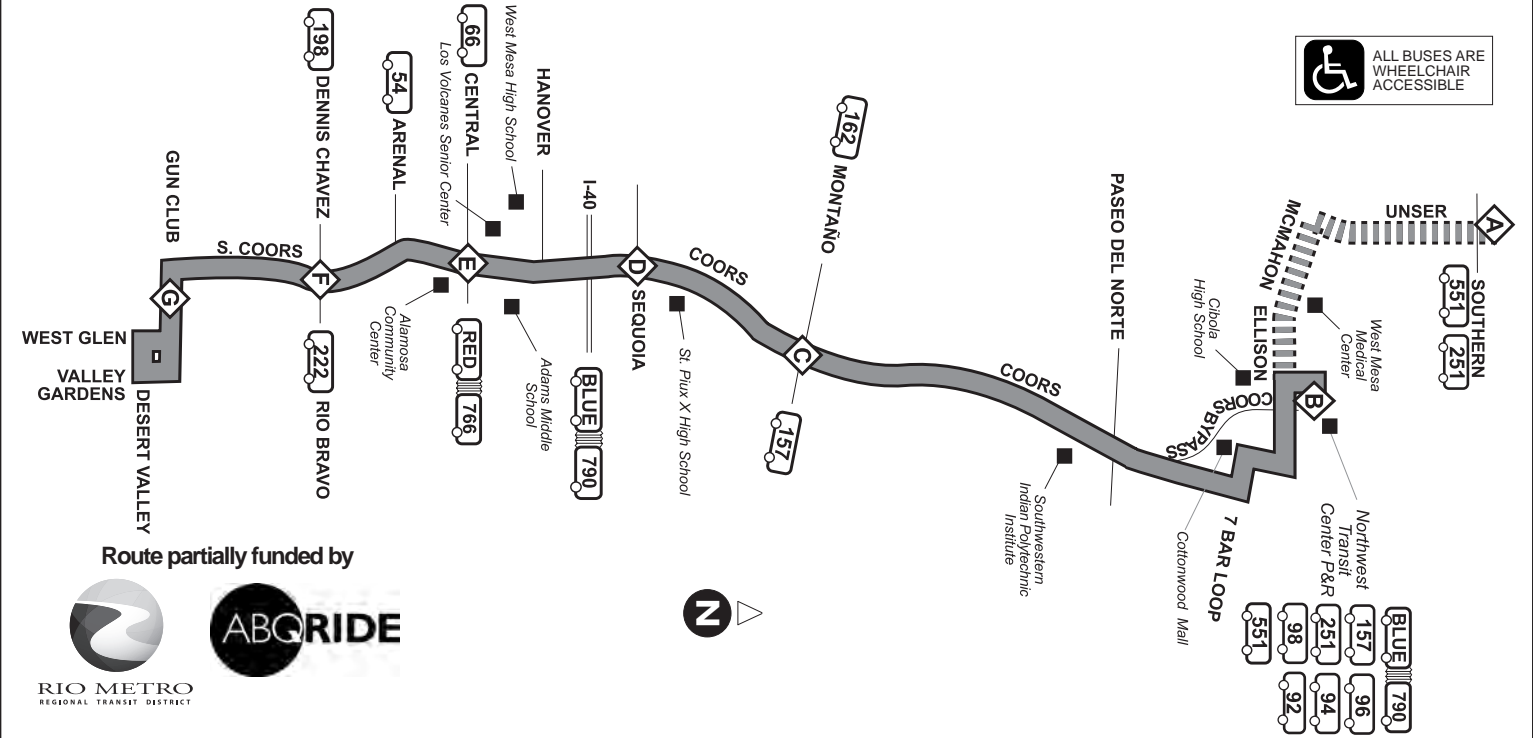 ALL BUSES ARE
WHEELCHAIR
ACCESSIBLE
A
UNSER
SOUTHERN
551
251
MCMAHON
ELLISON
West Mesa
Medical
Center
Cibola
High School
B
COORS BYPASS
Northwest
Transit
Center P&R
Cottonwood Mall
7 BAR LOOP
BLUE
790
157
96
251
94
98
92
551
PASEO DEL NORTE
COORS
Southwestern
Indian Polytechnic
Institute
162
MONTAÑO
C
157
COORS
St. Piux X High School
D
SEQUOIA
I-40
BLUE
790
HANOVER
West Mesa High School
Los Volcanes Senior Center
Adams Middle
School
66
CENTRAL
E
RED
766
Alamosa
Community
Center
54
ARENAL
198
DENNIS CHAVEZ
F
222
RIO BRAVO
S. COORS
GUN CLUB
G
WEST GLEN
VALLEY
GARDENS
DESERT VALLEY
N
Route partially funded by
RIO METRO
REGIONAL TRANSIT DISTRICT
ABQRIDE